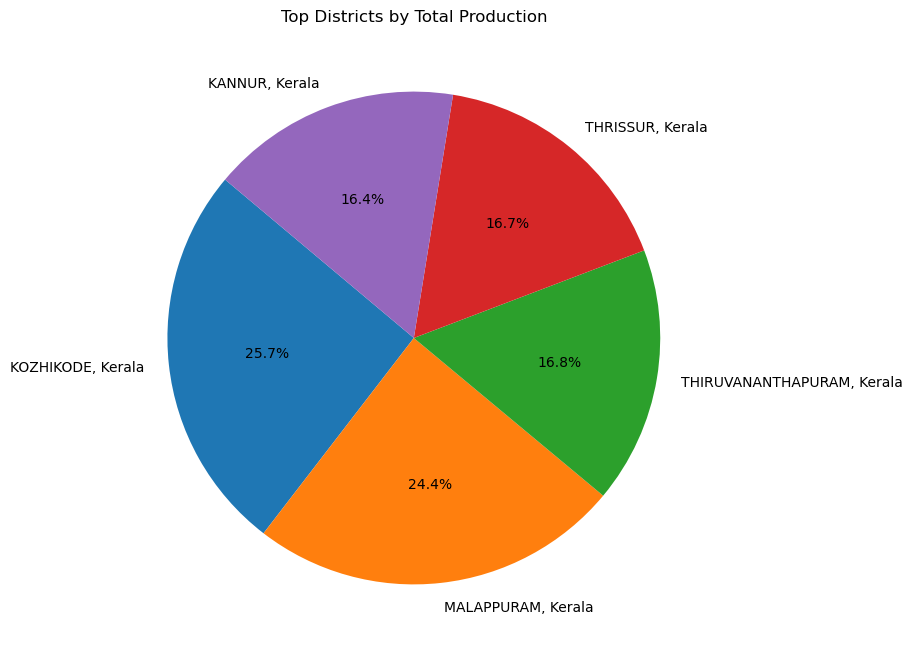 Top Districts by Total Production
KANNUR, Kerala
THRISSUR, Kerala
16.4%
16.7%
25.7%
16.8%
KOZHIKODE, Kerala
THIRUVANANTHAPURAM, Kerala
24.4%
MALAPPURAM, Kerala